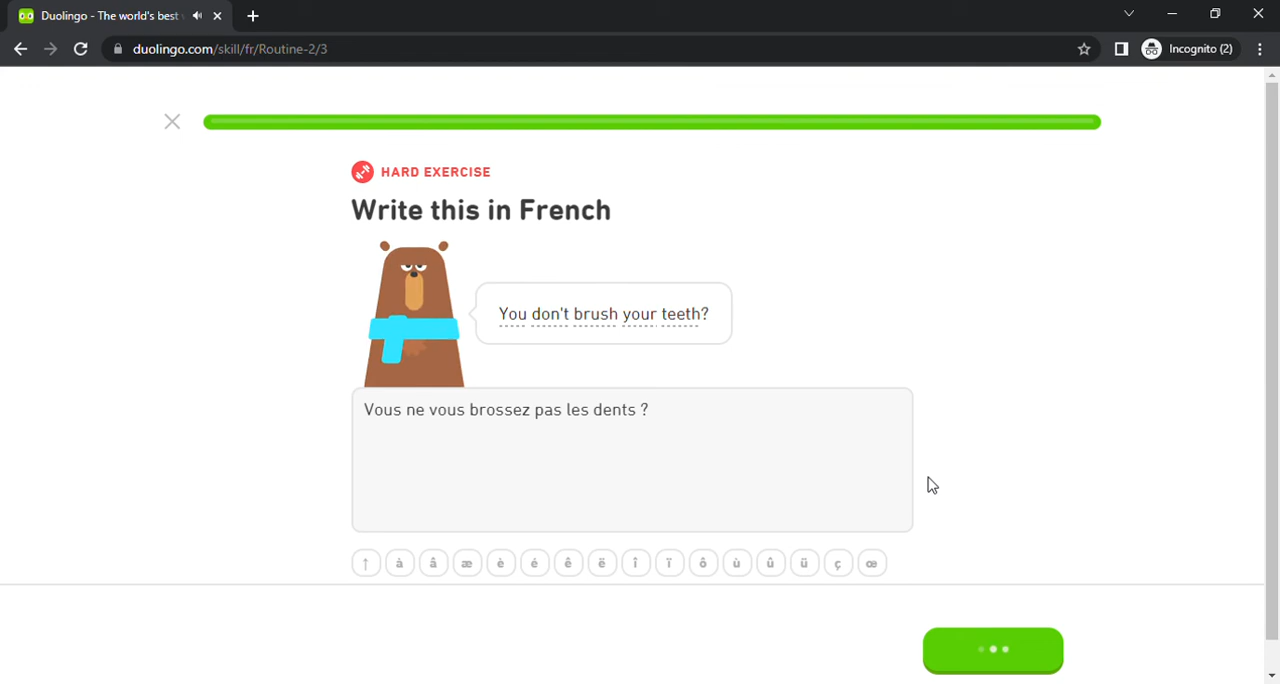 Duolingo - The world's best
duolingo.com/skill/fr/Routine-2/3
Incognito (2)
HARD EXERCISE
Write this in French
You don't brush your teeth?
Vous ne vous brossez pas les dents ?
↑ à â æ è é ê ë î ï ô ù û ü ç œ